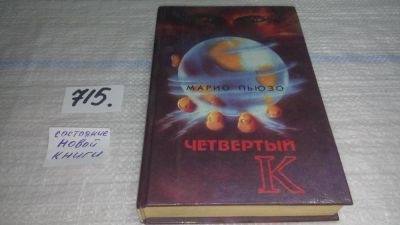 715.
состояние
новой
книги
МАРИО ПЬЮЗО
ЧЕТВЕРТЫЙ
К